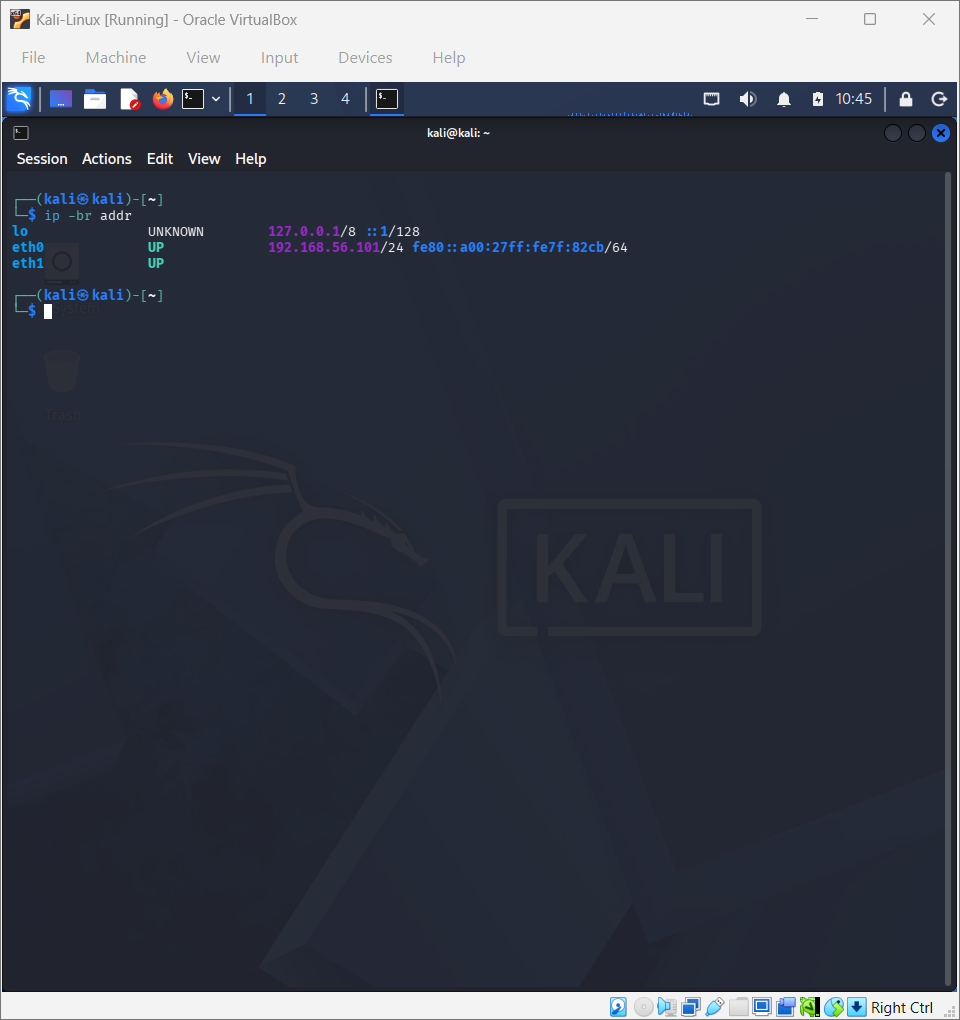 Kali-Linux [Running] - Oracle VirtualBox
File Machine View Input Devices Help
1 2 3 4 10:45
kali@kali: ~
Session Actions Edit View Help
┌──(kali㉿kali)-[~]
└─$ ip -br addr
lo UNKNOWN 127.0.0.1/8 ::1/128
eth0 UP 192.168.56.101/24 fe80::a00:27ff:fe7f:82cb/64
eth1 UP
┌──(kali㉿kali)-[~]
└─$
Trash
KALI
Right Ctrl